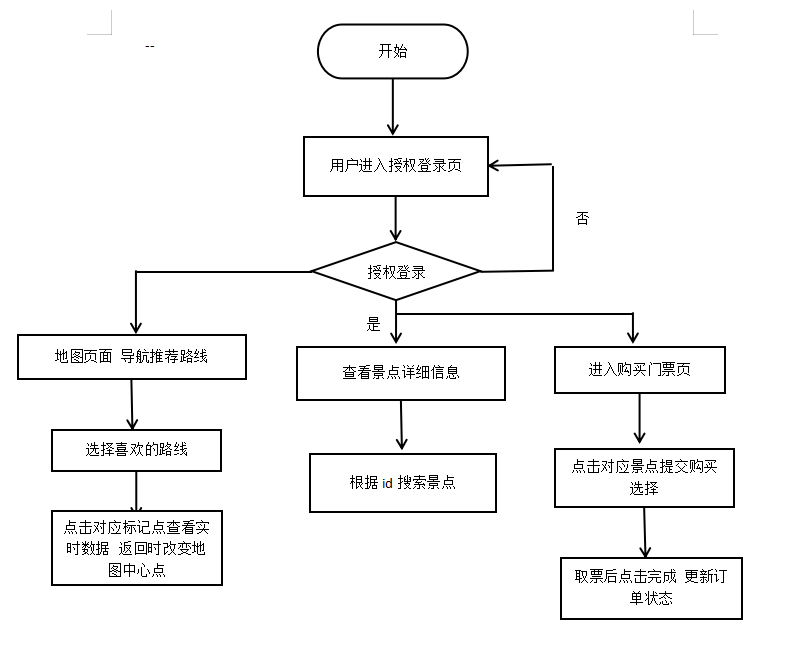 --
开始
用户进入授权登录页
否
授权登录
是
地图页面 导航推荐路线
查看景点详细信息
进入购买门票页
选择喜欢的路线
根据 id 搜索景点
点击对应景点提交购买
选择
点击对应标记点查看实
时数据 返回时改变地
图中心点
取票后点击完成 更新订
单状态